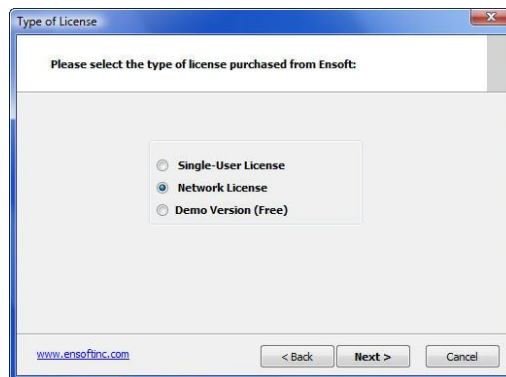 Type of License
Please select the type of license purchased from Ensoft:
Single-User License
Network License
Demo Version (Free)
www.ensoftinc.com
< Back
Next >
Cancel